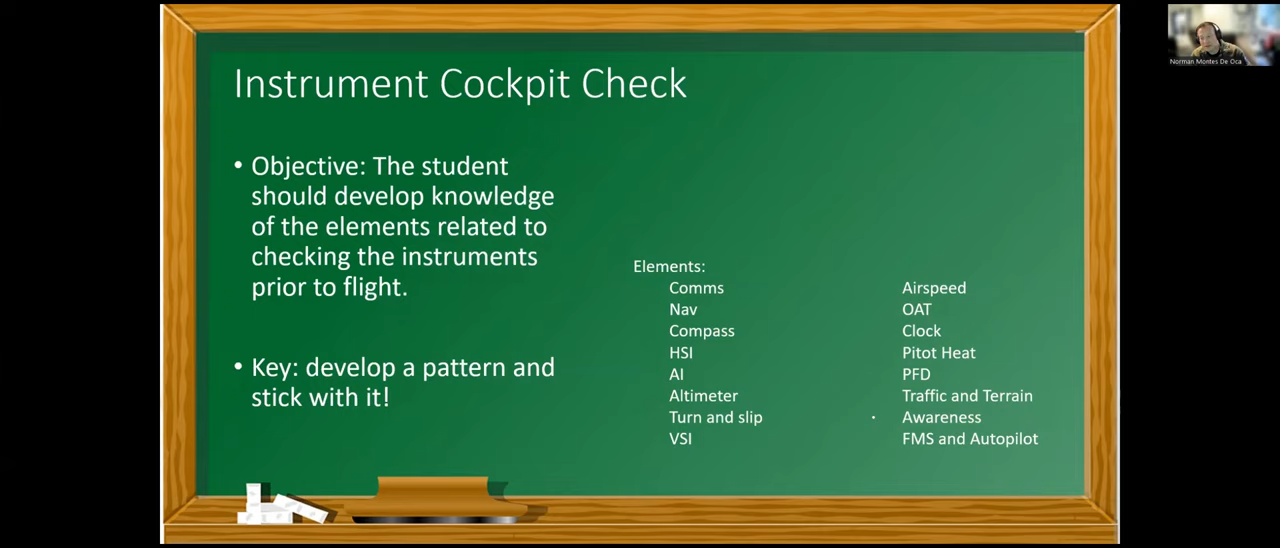 Instrument Cockpit Check
• Objective: The student
should develop knowledge
of the elements related to
checking the instruments
prior to flight.
• Key: develop a pattern and
stick with it!
Elements:
Comms
Nav
Compass
HSI
AI
Altimeter
Turn and slip
VSI
Airspeed
OAT
Clock
Pitot Heat
PFD
Traffic and Terrain
Awareness
FMS and Autopilot
Norman Montes De Oca